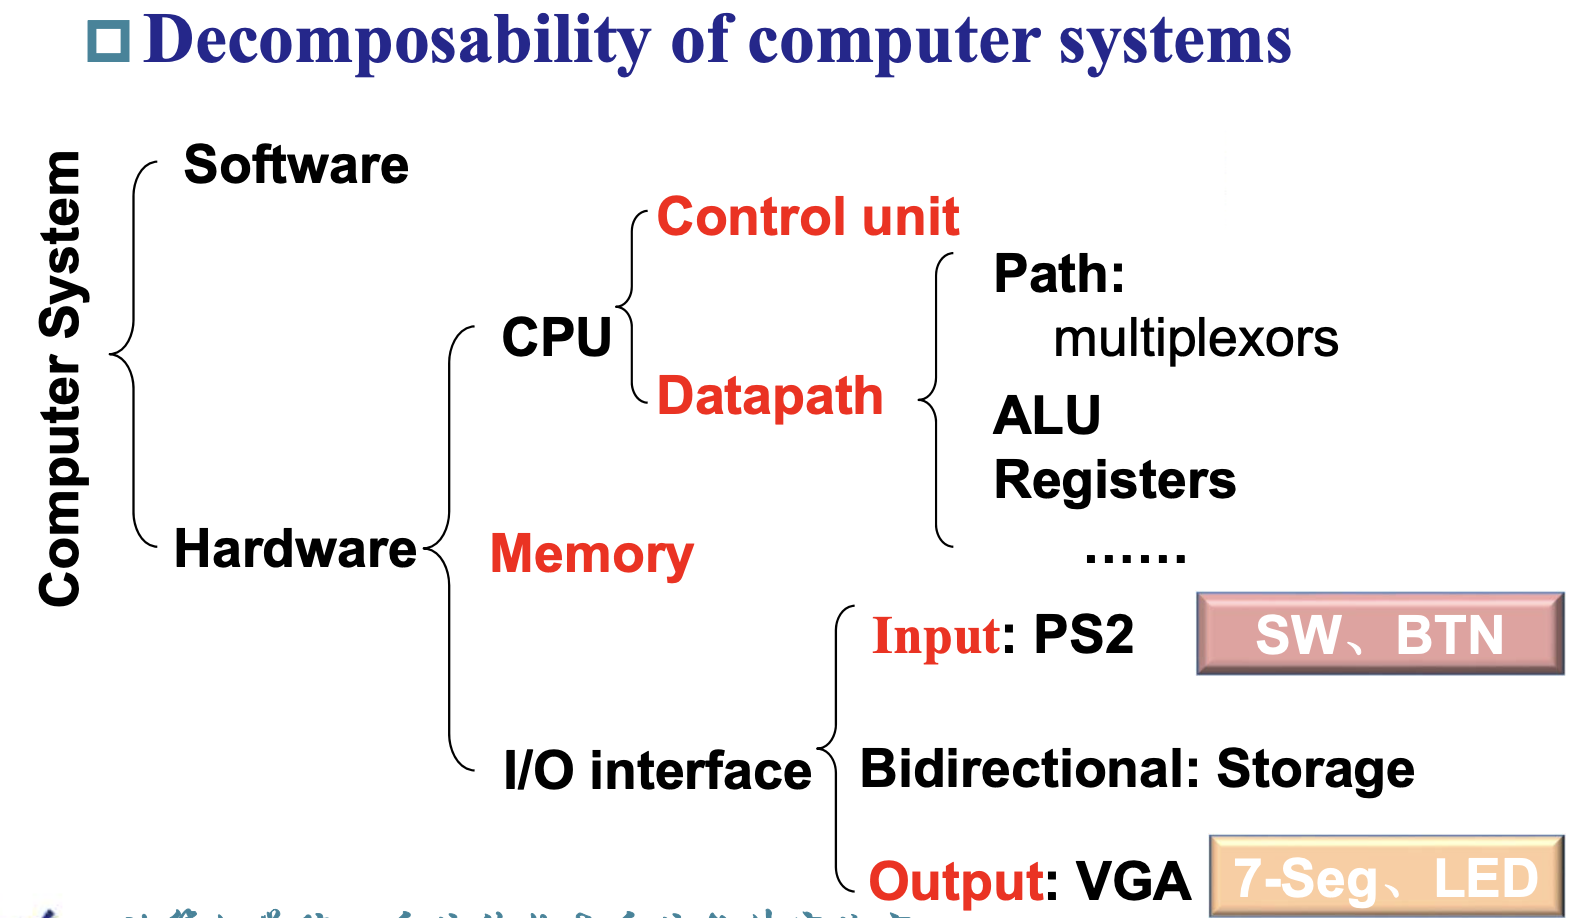 Decomposability of computer systems
Computer System
Software
Hardware
CPU
Control unit
Datapath
Path:
multiplexors
ALU
Registers
......
Memory
I/O interface
Input: PS2
SW、BTN
Bidirectional: Storage
Output: VGA
7-Seg、LED